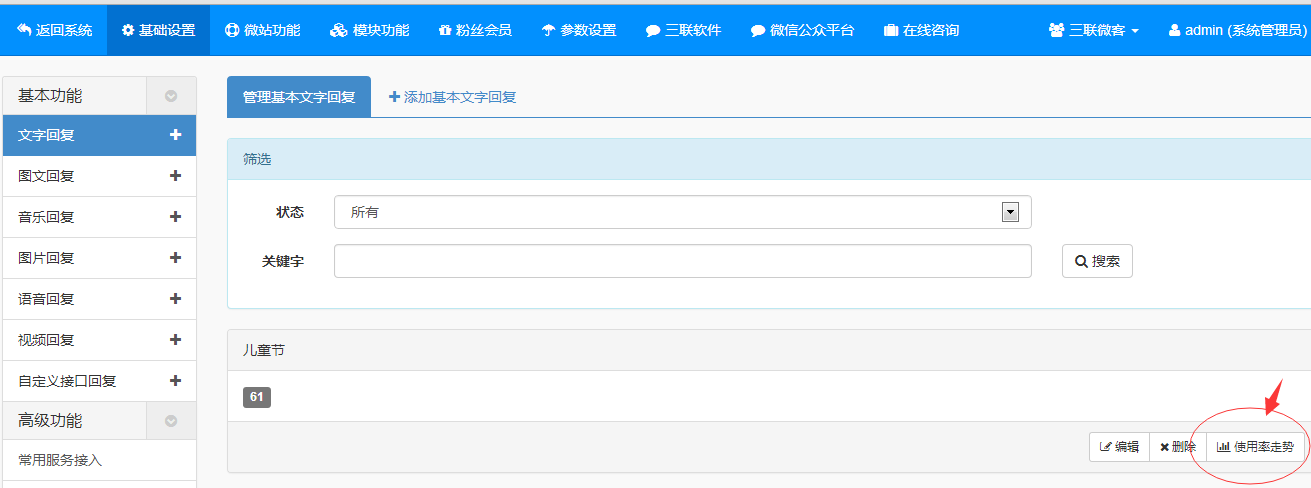 返回系统 基础设置 微站功能 模块功能 粉丝会员 参数设置 三联软件 微信公众平台 在线咨询 三联微客 admin (系统管理员)
基本功能
文字回复
图文回复
音乐回复
图片回复
语音回复
视频回复
自定义接口回复
高级功能
常用服务接入
管理基本文字回复 添加基本文字回复
筛选
状态 所有
关键字 搜索
儿童节
61
编辑 删除 使用率走势